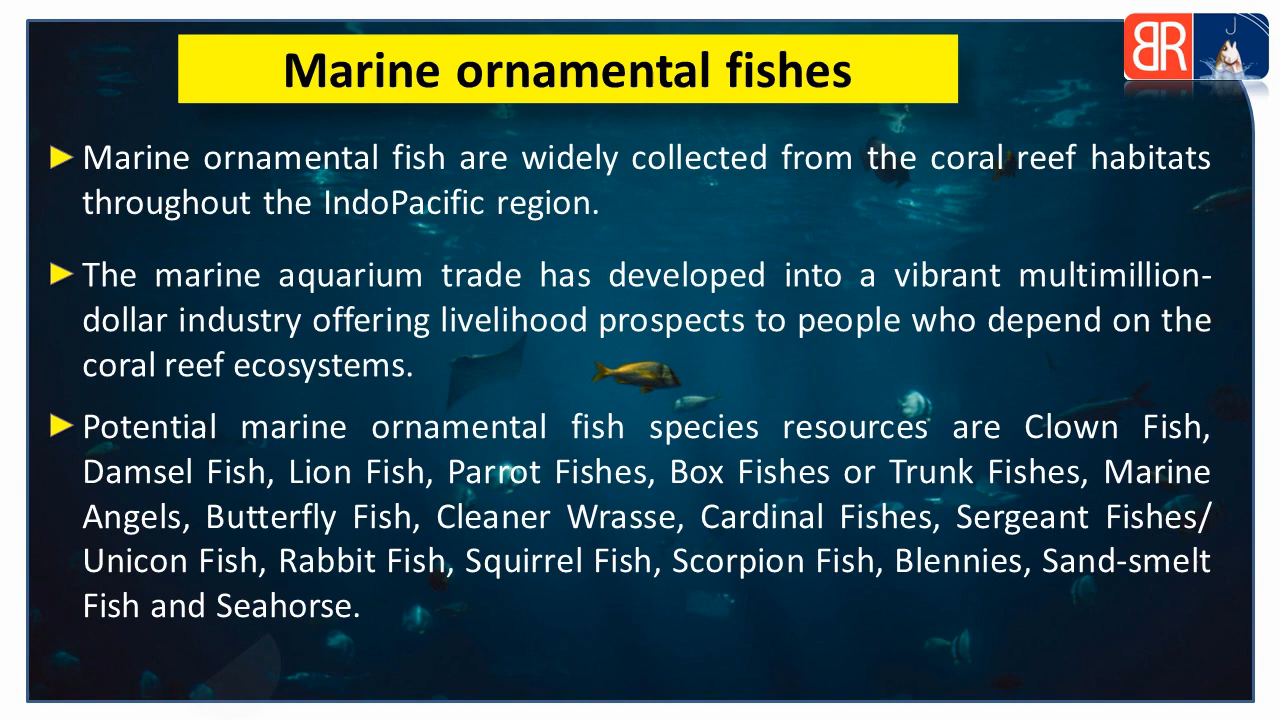 Marine ornamental fishes
BR
Marine ornamental fish are widely collected from the coral reef habitats
throughout the IndoPacific region.
The marine aquarium trade has developed into a vibrant multimillion-
dollar industry offering livelihood prospects to people who depend on the
coral reef ecosystems.
Potential marine ornamental fish species resources are Clown Fish,
Damsel Fish, Lion Fish, Parrot Fishes, Box Fishes or Trunk Fishes, Marine
Angels, Butterfly Fish, Cleaner Wrasse, Cardinal Fishes, Sergeant Fishes/
Unicon Fish, Rabbit Fish, Squirrel Fish, Scorpion Fish, Blennies, Sand-smelt
Fish and Seahorse.